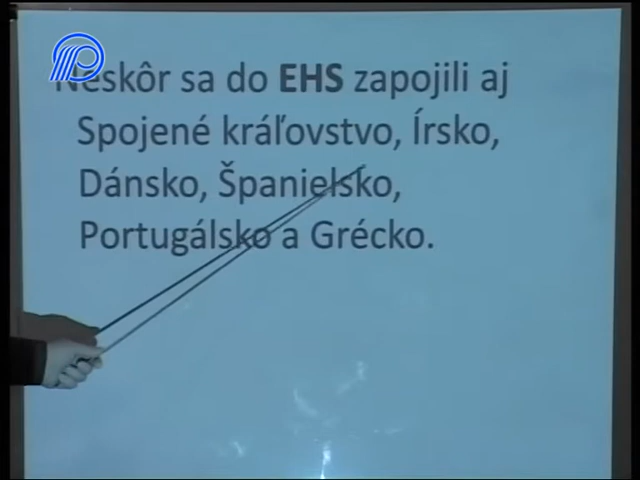 Neskôr sa do EHS zapojili aj
Spojené kráľovstvo, Írsko,
Dánsko, Španielsko,
Portugálsko a Grécko.